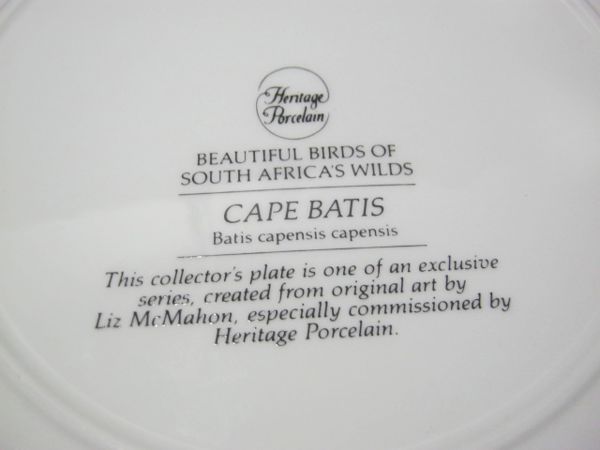 Heritage
Porcelain
BEAUTIFUL BIRDS OF
SOUTH AFRICA'S WILDS
CAPE BATIS
Batis capensis capensis
This collector's plate is one of an exclusive
series, created from original art by
Liz McMahon, especially commissioned by
Heritage Porcelain.